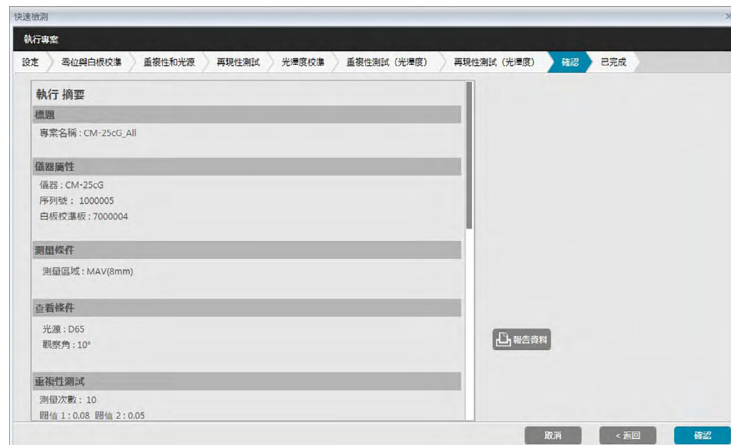 快速檢測
執行專案
設定 零位與白板校準 重複性和光源 再現性測試 光澤度校準 重複性測試（光澤度） 再現性測試（光澤度） 確認 已完成
執行 摘要
標題
專案名稱 : CM-25cG_All
儀器屬性
儀器 : CM-25cG
序列號 : 1000005
白板校準板 : 7000004
測量條件
測量區域 : MAV(8mm)
查看條件
光源 : D65
觀察角 : 10°
報告資料
重複性測試
測量次數 : 10
閾值 1 : 0.08 閾值 2 : 0.05
取消 < 返回 確認